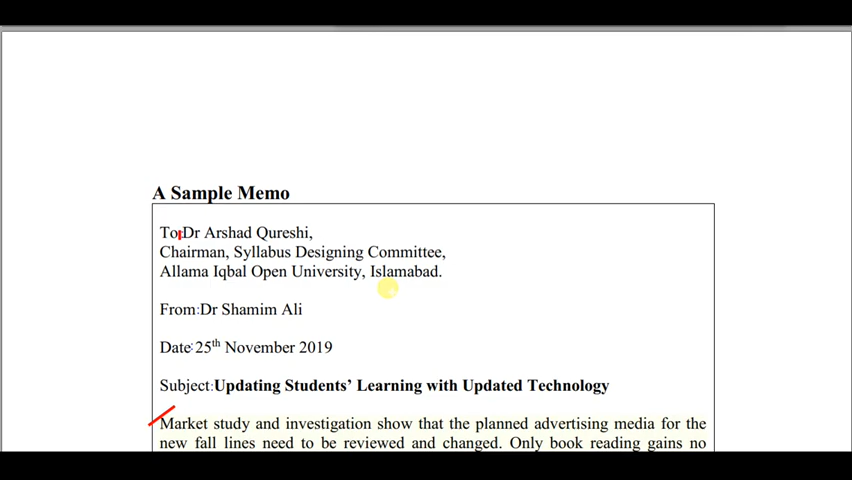 A Sample Memo
To:Dr Arshad Qureshi,
Chairman, Syllabus Designing Committee,
Allama Iqbal Open University, Islamabad.
From:Dr Shamim Ali
Date:25th November 2019
Subject:Updating Students’ Learning with Updated Technology
Market study and investigation show that the planned advertising media for the
new fall lines need to be reviewed and changed. Only book reading gains no